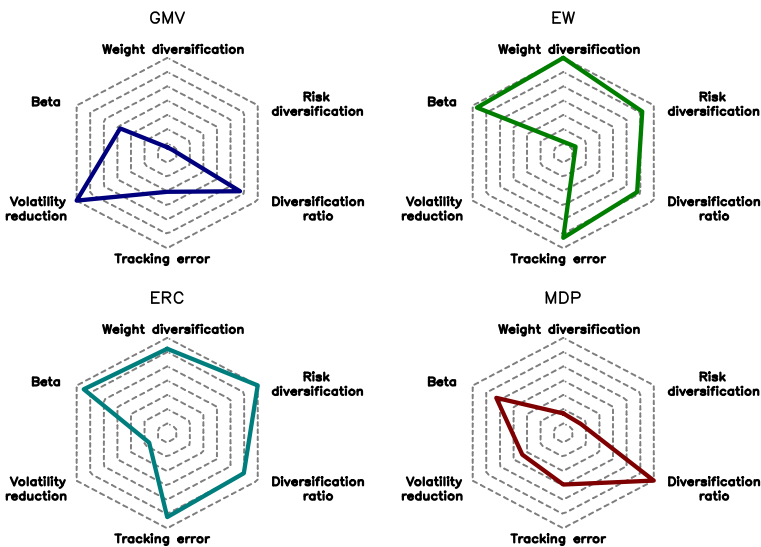 GMV
Weight diversification
Beta
Risk
diversification
Volatility
reduction
Diversification
ratio
Tracking error
EW
Weight diversification
Beta
Risk
diversification
Volatility
reduction
Diversification
ratio
Tracking error
ERC
Weight diversification
Beta
Risk
diversification
Volatility
reduction
Diversification
ratio
Tracking error
MDP
Weight diversification
Beta
Risk
diversification
Volatility
reduction
Diversification
ratio
Tracking error